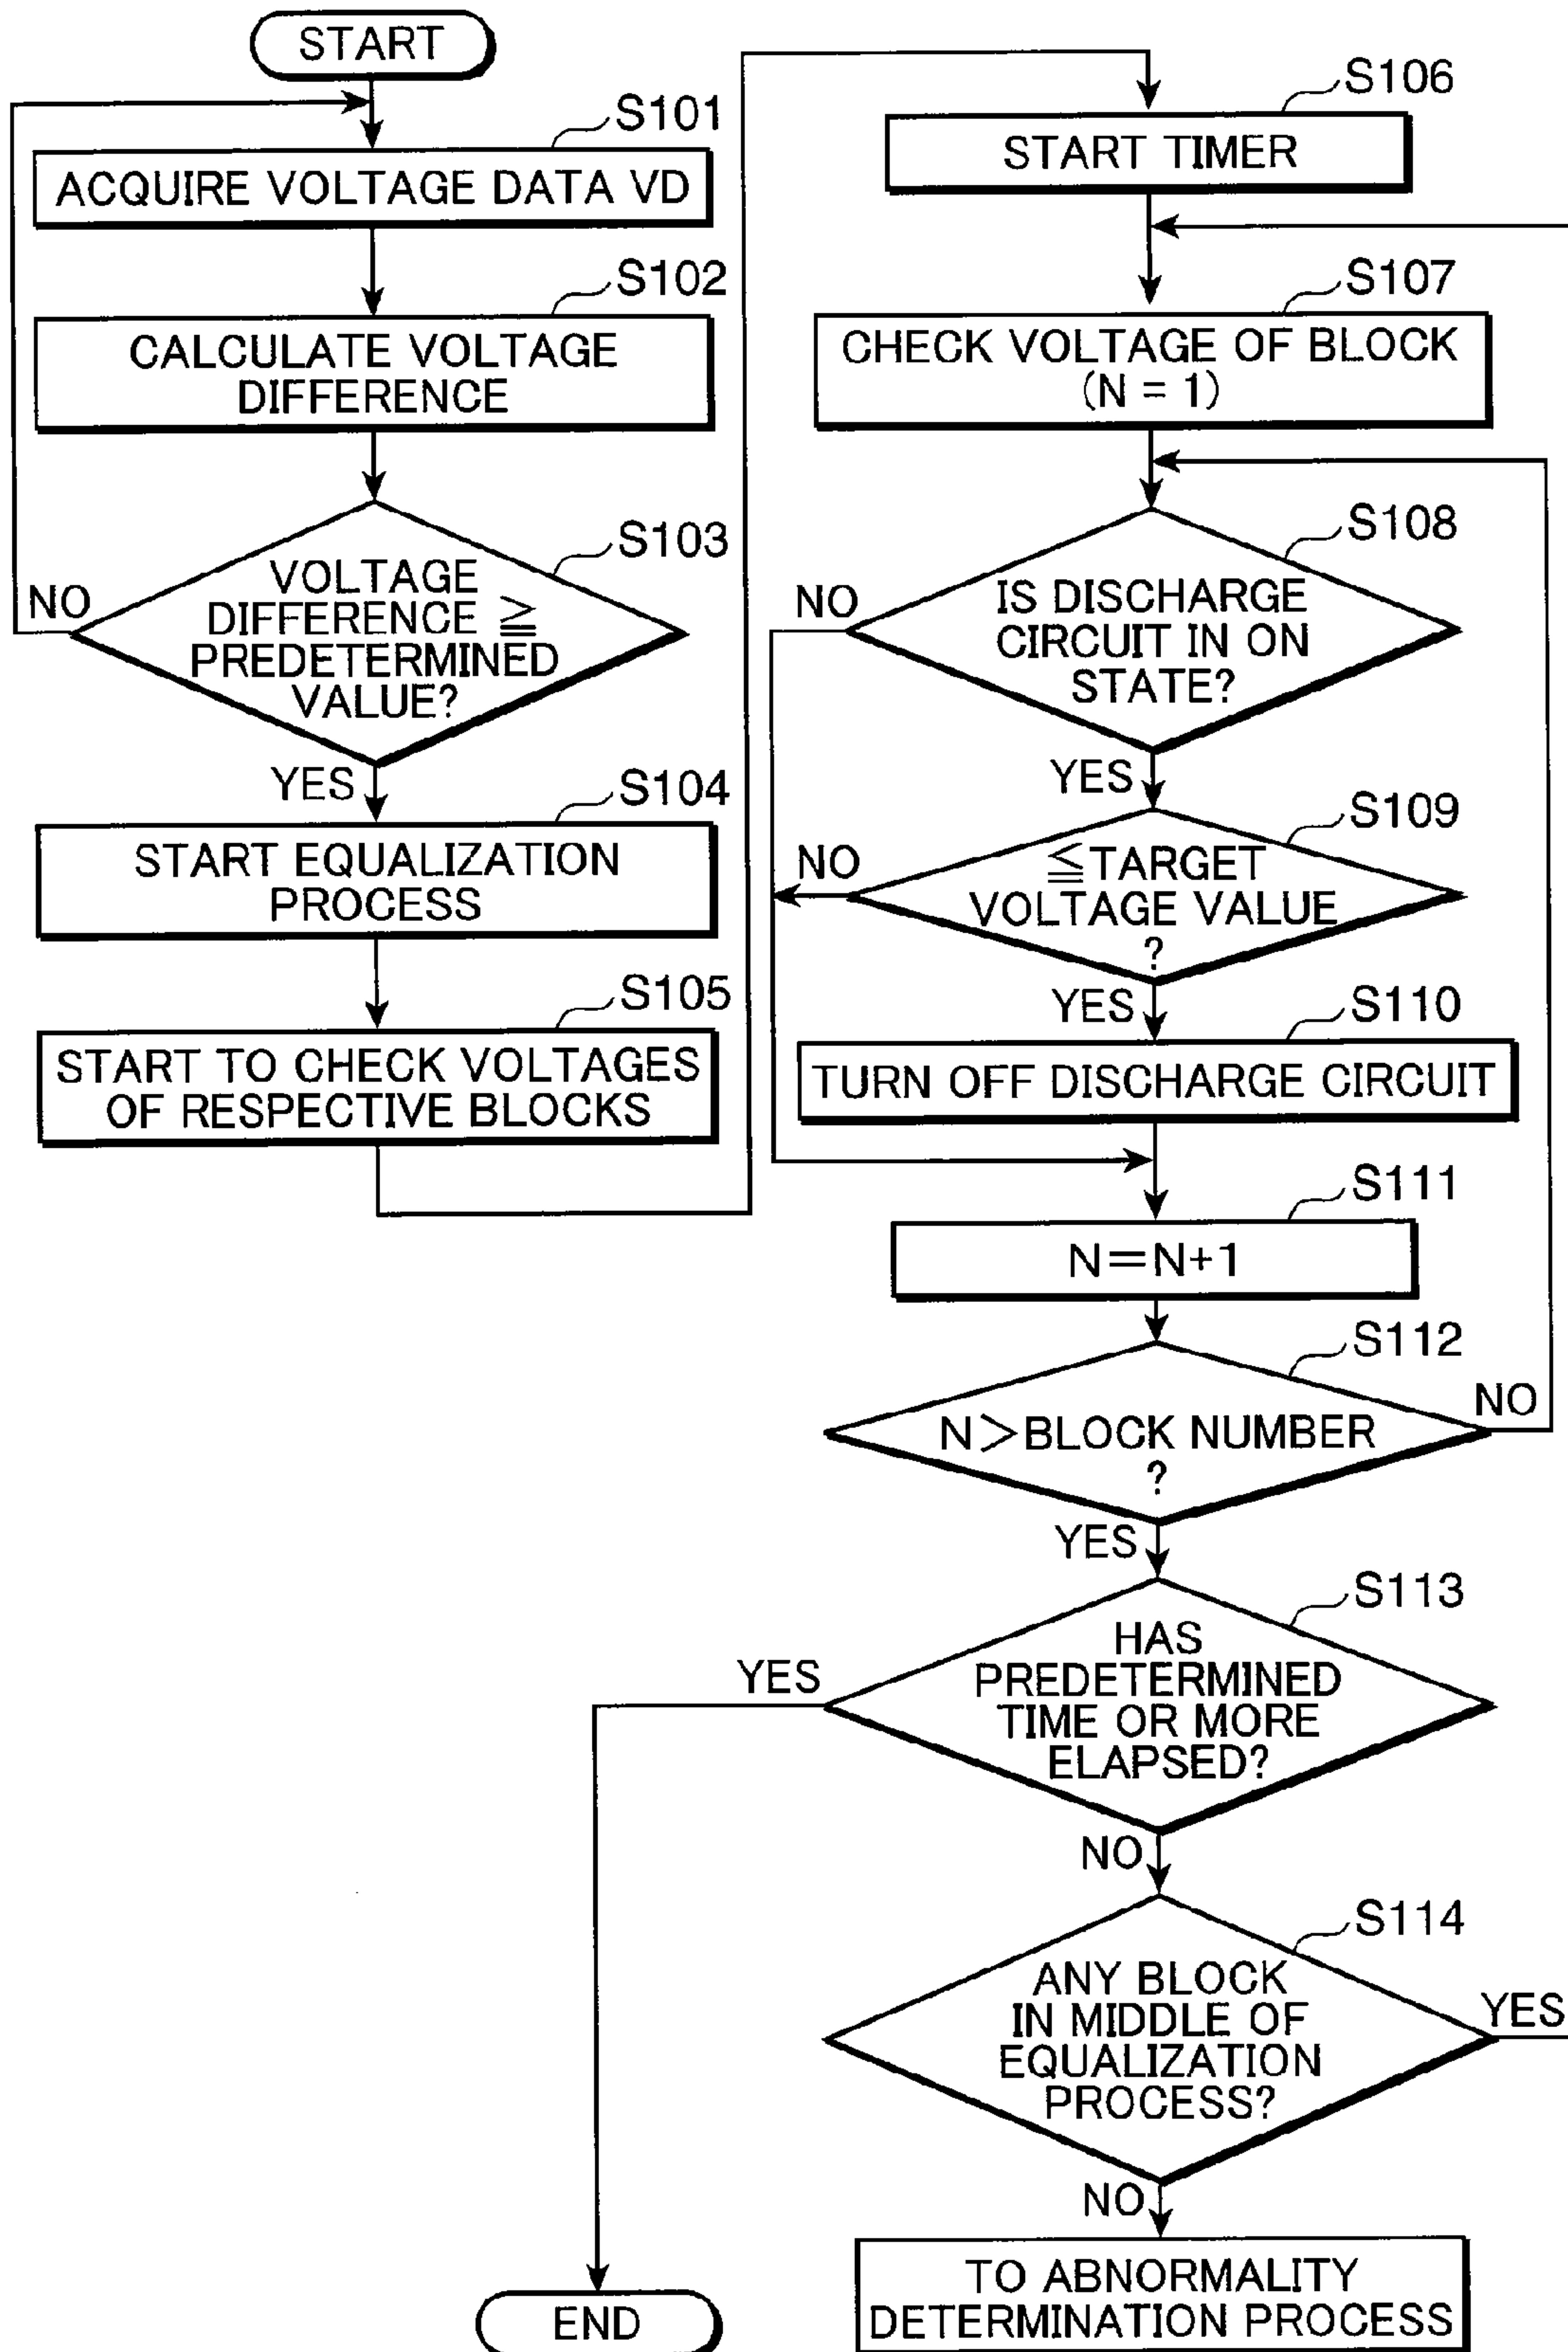 START
S101
ACQUIRE VOLTAGE DATA VD
S102
CALCULATE VOLTAGE
DIFFERENCE
S103
VOLTAGE
DIFFERENCE ≧
PREDETERMINED
VALUE?
NO
YES
S104
START EQUALIZATION
PROCESS
S105
START TO CHECK VOLTAGES
OF RESPECTIVE BLOCKS
S106
START TIMER
S107
CHECK VOLTAGE OF BLOCK
(N = 1)
S108
NO
IS DISCHARGE
CIRCUIT IN ON
STATE?
YES
S109
NO
≦TARGET
VOLTAGE VALUE
?
YES
S110
TURN OFF DISCHARGE CIRCUIT
S111
N=N+1
S112
N>BLOCK NUMBER
?
NO
YES
S113
YES
HAS
PREDETERMINED
TIME OR MORE
ELAPSED?
NO
S114
ANY BLOCK
IN MIDDLE OF
EQUALIZATION
PROCESS?
YES
NO
TO ABNORMALITY
DETERMINATION PROCESS
END